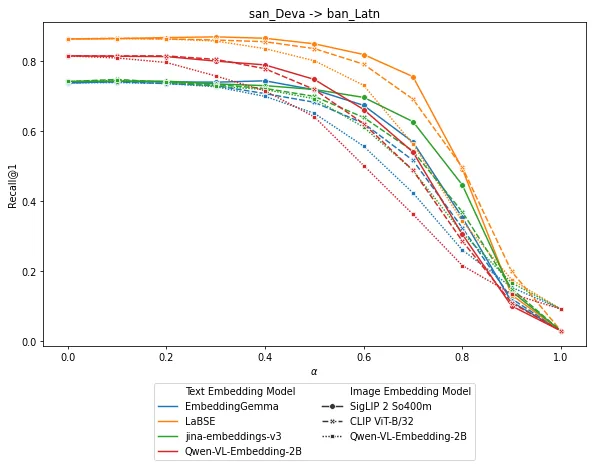 san_Deva -> ban_Latn
Recall@1
0.8
0.6
0.4
0.2
0.0
0.0 0.2 0.4 0.6 0.8 1.0
α
Text Embedding Model Image Embedding Model
EmbeddingGemma SigLIP 2 So400m
LaBSE CLIP ViT-B/32
jina-embeddings-v3 Qwen-VL-Embedding-2B
Qwen-VL-Embedding-2B